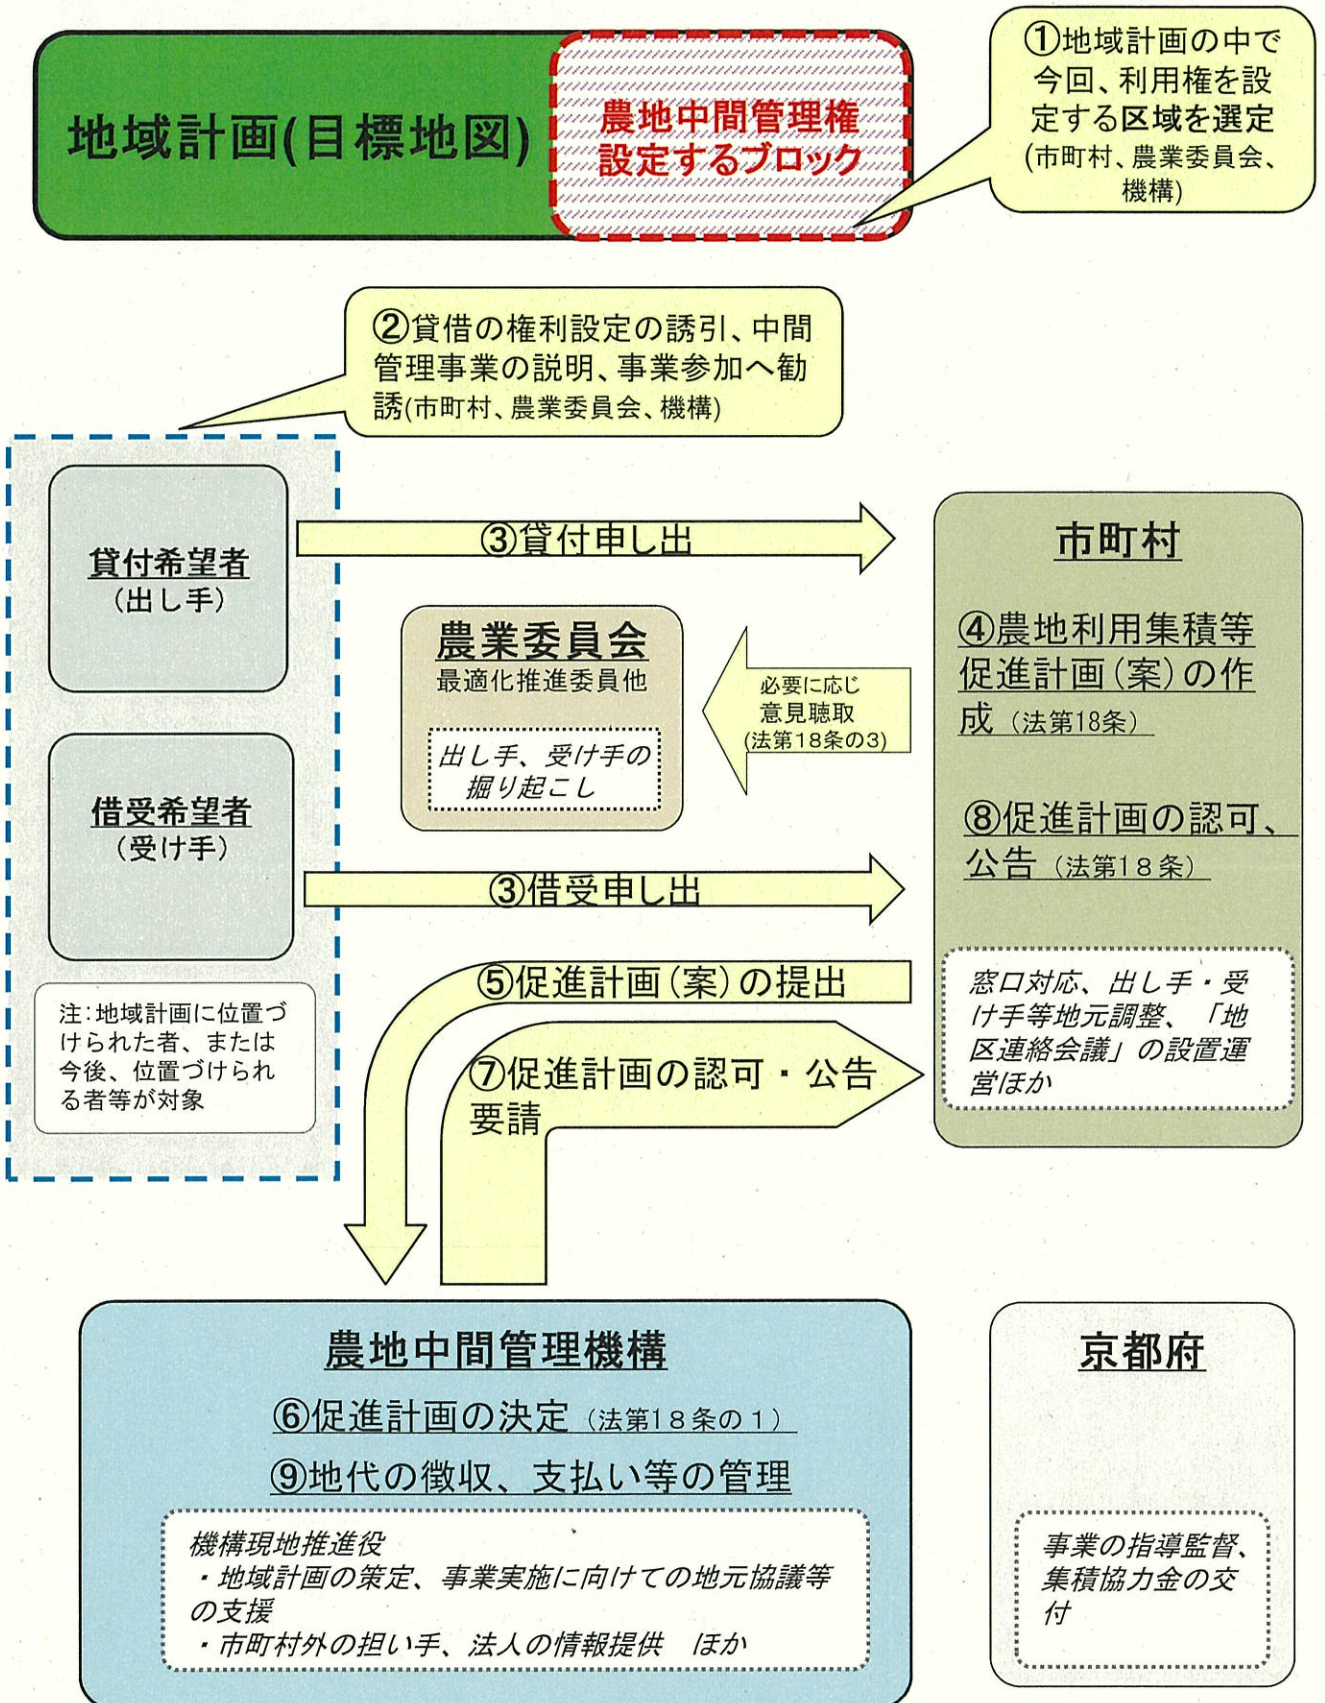 地域計画(目標地図)
農地中間管理権
設定するブロック
①地域計画の中で
今回、利用権を設
定する区域を選定
(市町村、農業委員会、
機構)
②貸借の権利設定の誘引、中間
管理事業の説明、事業参加へ勧
誘(市町村、農業委員会、機構)
貸付希望者
(出し手)
③貸付申し出
農業委員会
最適化推進委員他
出し手、受け手の
掘り起こし
必要に応じ
意見聴取
(法第18条の3)
市町村
④農地利用集積等
促進計画(案)の作
成(法第18条)
⑧促進計画の認可、
公告(法第18条)
窓口対応、出し手・受
け手等地元調整、「地
区連絡会議」の設置運
営ほか
借受希望者
(受け手)
③借受申し出
注:地域計画に位置づ
けられた者、または
今後、位置づけられ
る者等が対象
⑤促進計画(案)の提出
⑦促進計画の認可・公告
要請
農地中間管理機構
⑥促進計画の決定(法第18条の1)
⑨地代の徴収、支払い等の管理
機構現地推進役
・地域計画の策定、事業実施に向けての地元協議等
の支援
・市町村外の担い手、法人の情報提供 ほか
京都府
事業の指導監督、
集積協力金の交
付